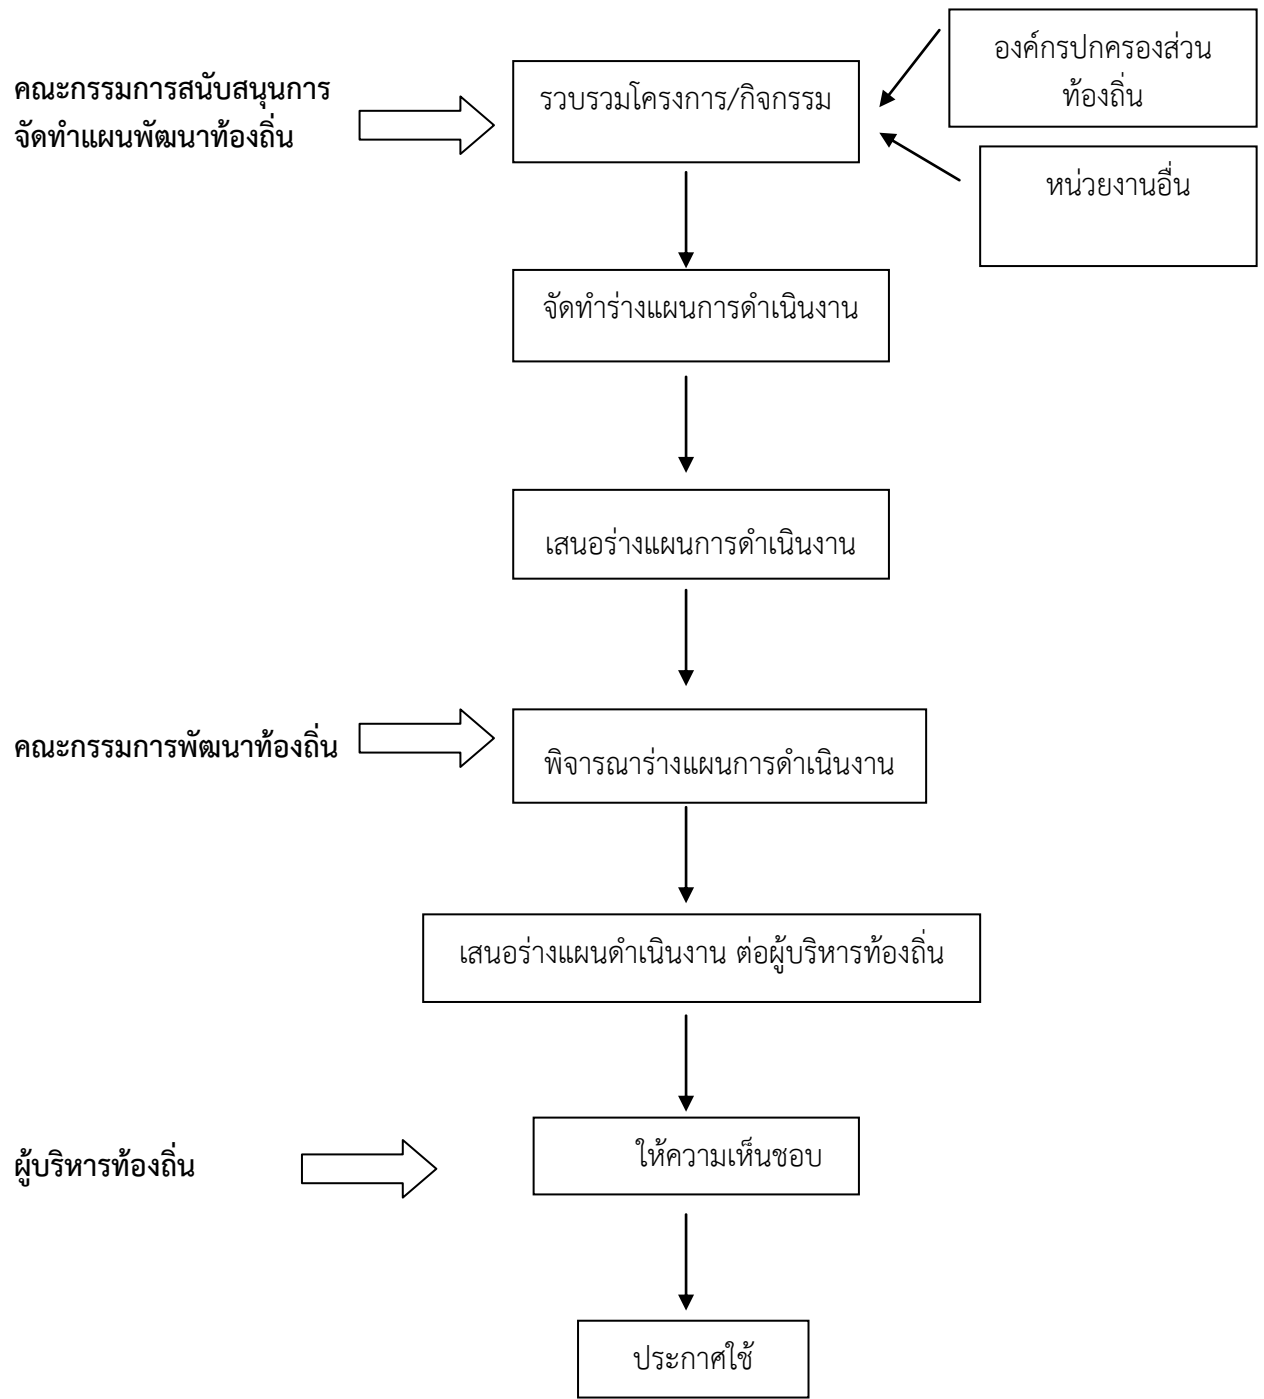 องค์กรปกครองส่วน
ท้องถิ่น
คณะกรรมการสนับสนุนการ
จัดทำแผนพัฒนาท้องถิ่น
รวบรวมโครงการ/กิจกรรม
หน่วยงานอื่น
จัดทำร่างแผนการดำเนินงาน
เสนอร่างแผนการดำเนินงาน
คณะกรรมการพัฒนาท้องถิ่น
พิจารณาร่างแผนการดำเนินงาน
เสนอร่างแผนดำเนินงาน ต่อผู้บริหารท้องถิ่น
ผู้บริหารท้องถิ่น
ให้ความเห็นชอบ
ประกาศใช้